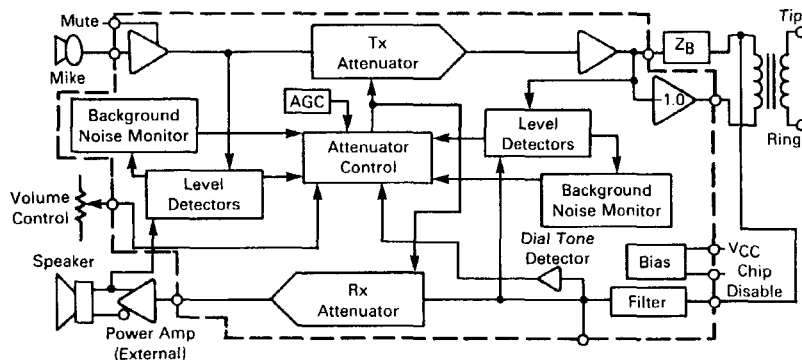 Mute
Mike
Tx
Attenuator
Z_B
Tip
-1.0
Ring
AGC
Background
Noise Monitor
Attenuator
Control
Level
Detectors
Level
Detectors
Background
Noise Monitor
Volume
Control
Dial Tone
Detector
Bias
VCC
Chip
Disable
Speaker
Rx
Attenuator
Filter
Power Amp
(External)